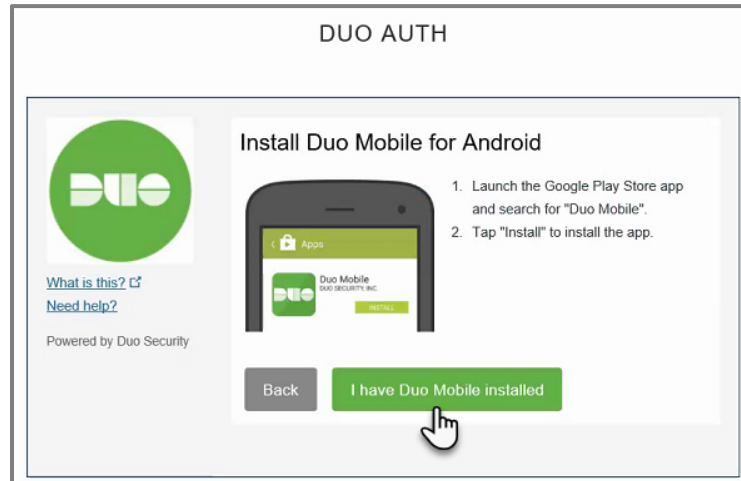 DUO AUTH
DUO
What is this?
Need help?
Powered by Duo Security
Install Duo Mobile for Android
Apps
Duo Mobile
DUO SECURITY, INC.
INSTALL
1. Launch the Google Play Store app
and search for "Duo Mobile".
2. Tap "Install" to install the app.
Back
I have Duo Mobile installed